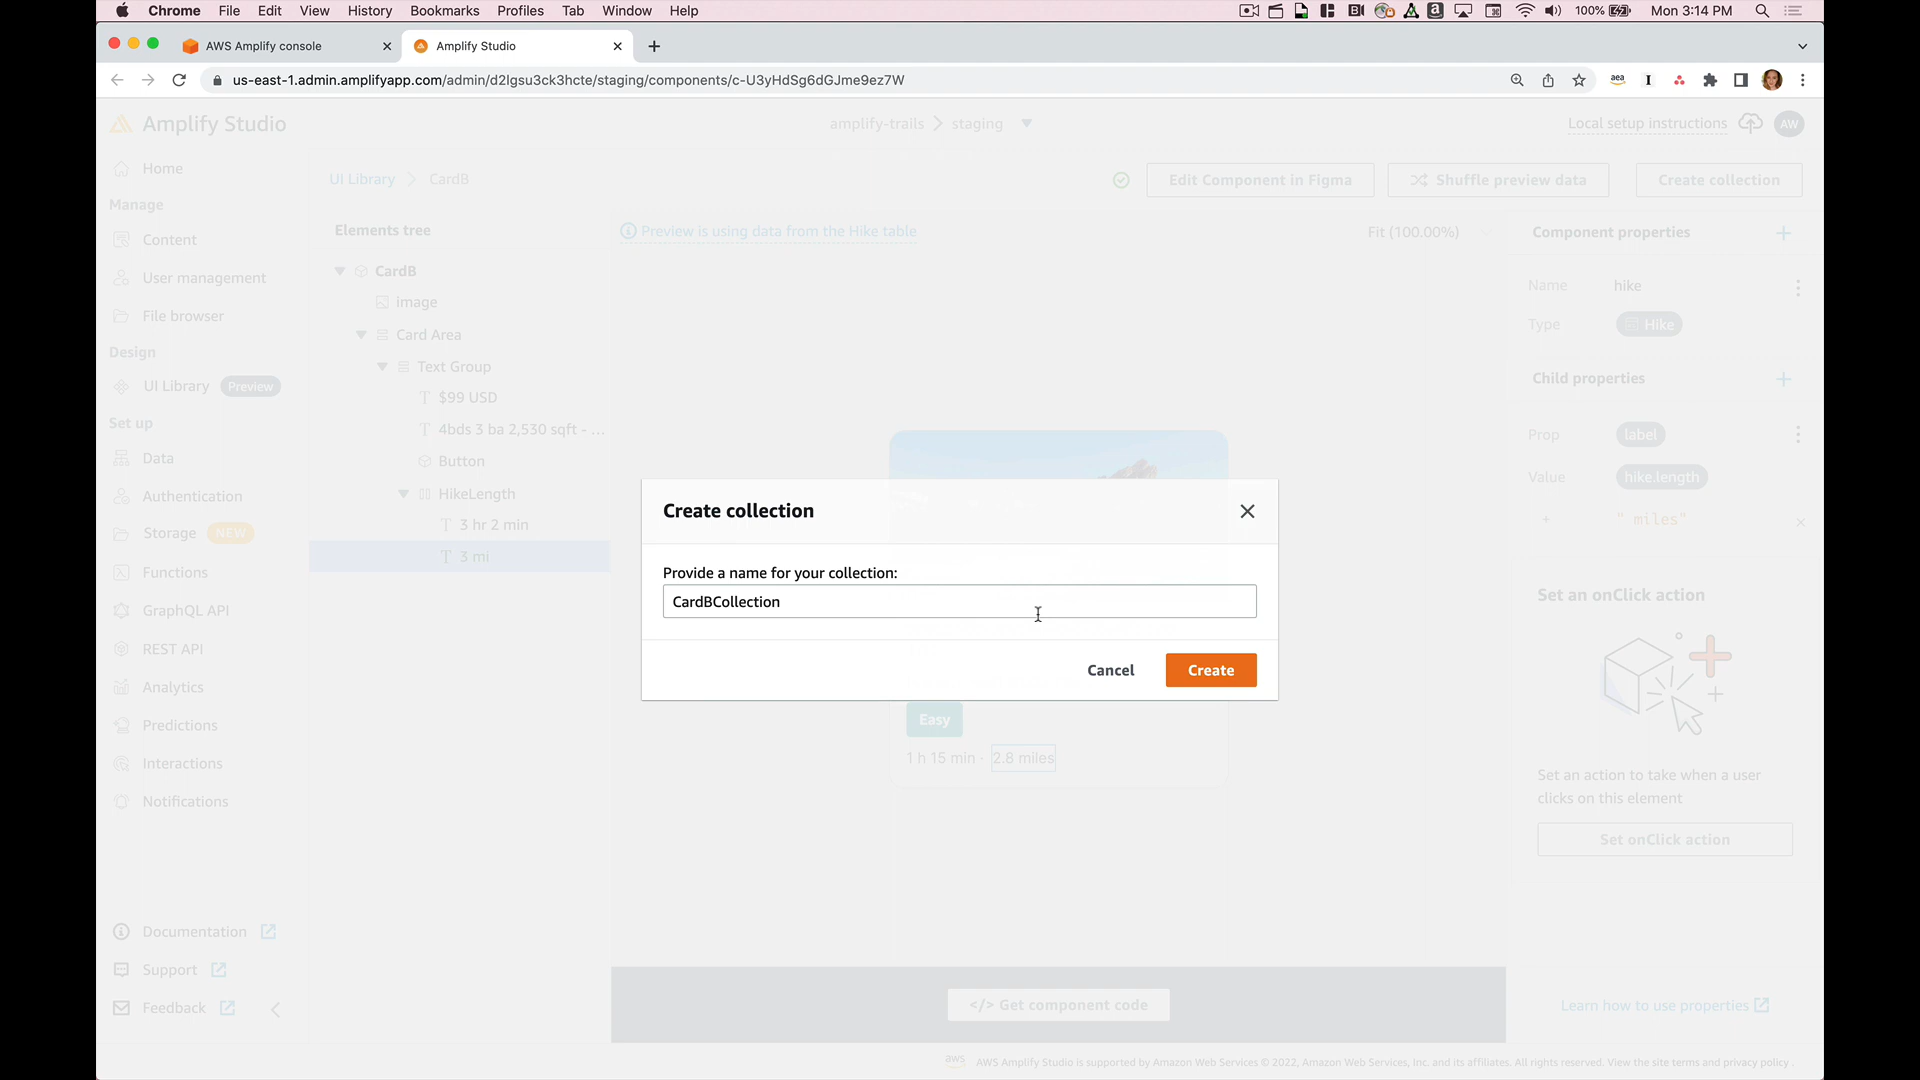 Chrome File Edit View History Bookmarks Profiles Tab Window Help
100% Mon 3:14 PM
AWS Amplify console
Amplify Studio
us-east-1.admin.amplifyapp.com/admin/d2lgsu3ck3hcte/staging/components/c-U3yHdSg6dGJme9ez7W
Amplify Studio
amplify-trails > staging
Local setup instructions
AW
Home
Manage
Content
User management
File browser
Design
UI Library Preview
Set up
Data
Authentication
Storage NEW
Functions
GraphQL API
REST API
Analytics
Predictions
Interactions
Notifications
Documentation
Support
Feedback
UI Library > CardB
Edit Component in Figma
Shuffle preview data
Create collection
Elements tree
CardB
image
Card Area
Text Group
$99 USD
4bds 3 ba 2,530 sqft - ...
Button
HikeLength
3 hr 2 min
3 mi
Preview is using data from the Hike table
Fit (100.00%)
Create collection
Provide a name for your collection:
CardBCollection
Cancel
Create
Easy
1 h 15 min · 2.8 miles
</> Get component code
Component properties
Name hike
Type Hike
Child properties
Prop label
Value hike.length
+ " miles"
Set an onClick action
Set an action to take when a user
clicks on this element
Set onClick action
Learn how to use properties
aws AWS Amplify Studio is supported by Amazon Web Services © 2022, Amazon Web Services, Inc. and its affiliates. All rights reserved. View the site terms and privacy policy .